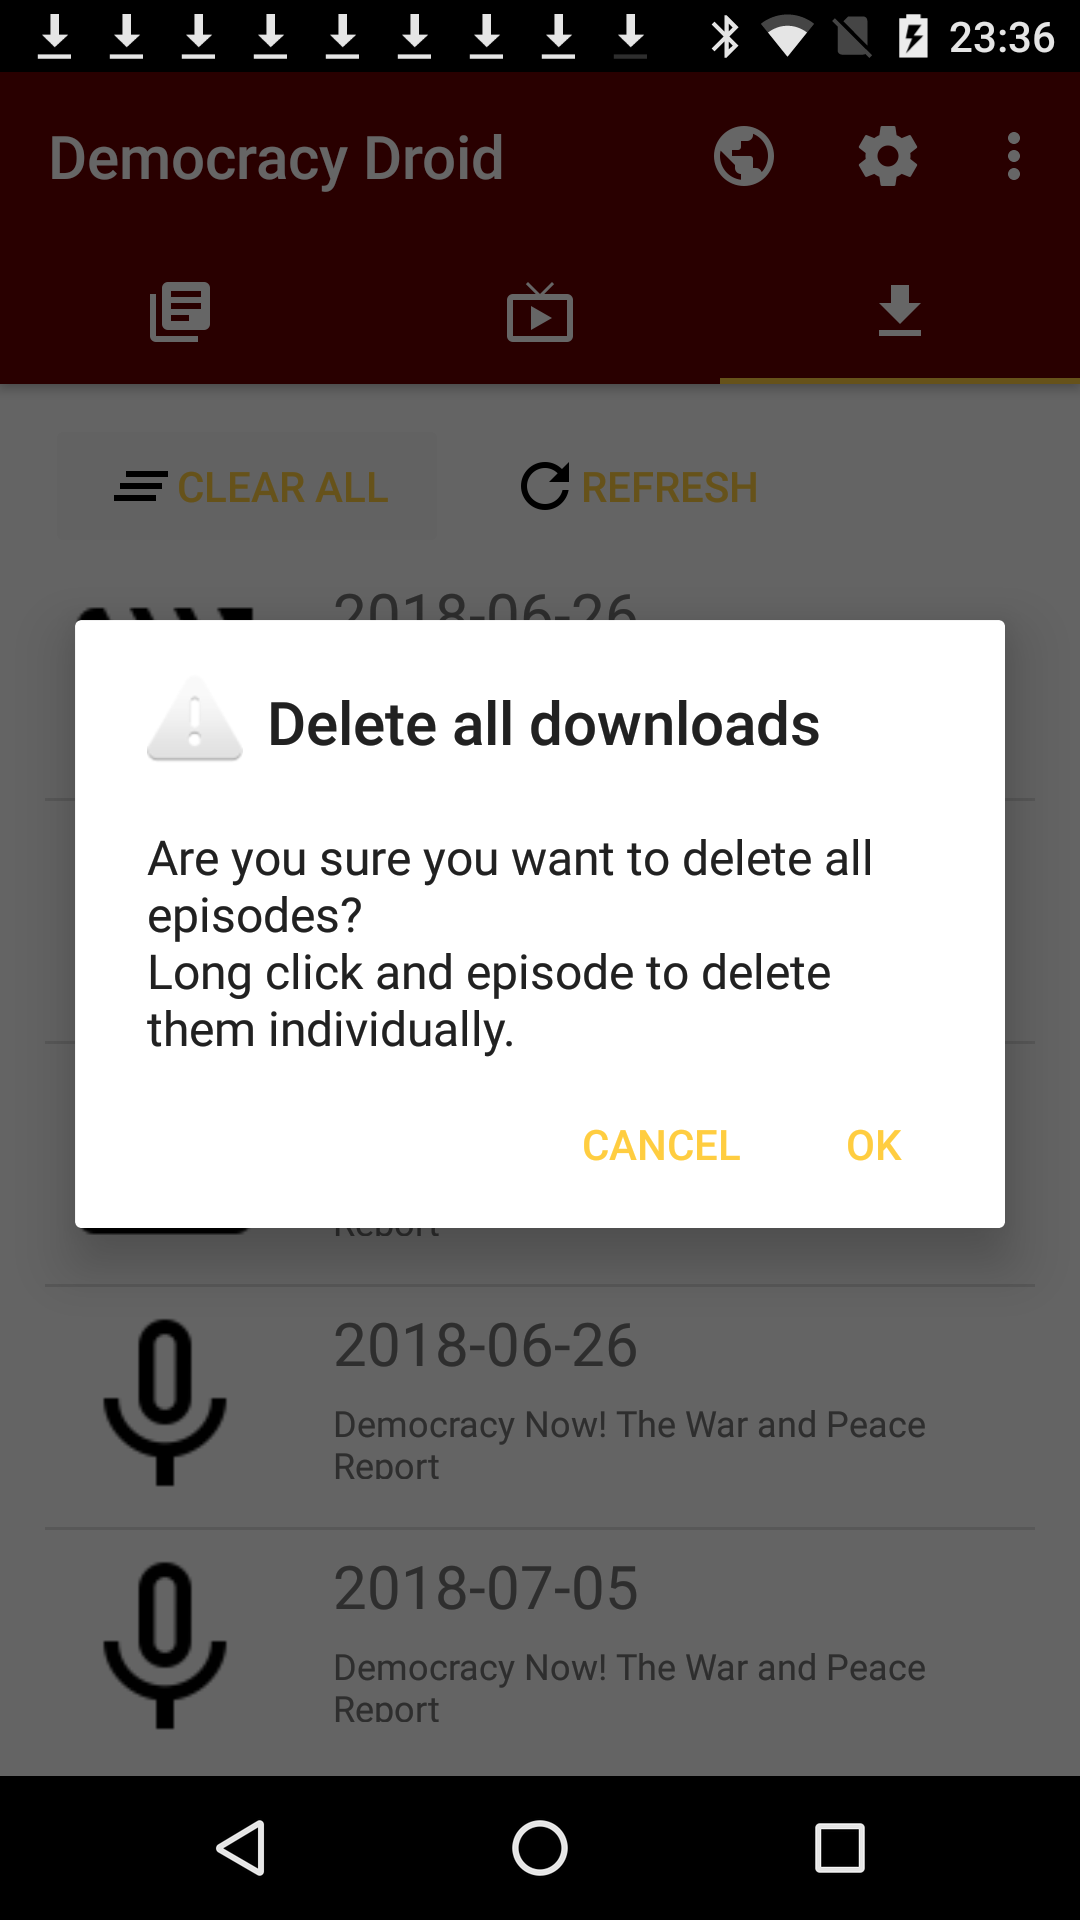 23:36
Democracy Droid
CLEAR ALL
REFRESH
2018-06-26
Delete all downloads
Are you sure you want to delete all
episodes?
Long click and episode to delete
them individually.
CANCEL
OK
Report
2018-06-26
Democracy Now! The War and Peace
Report
2018-07-05
Democracy Now! The War and Peace
Report